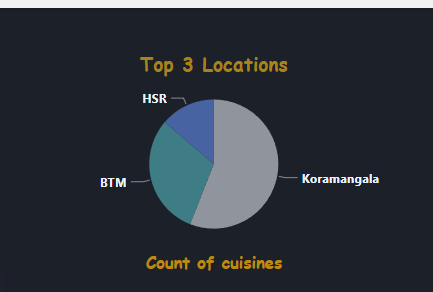 Top 3 Locations
HSR
BTM
Koramangala
Count of cuisines